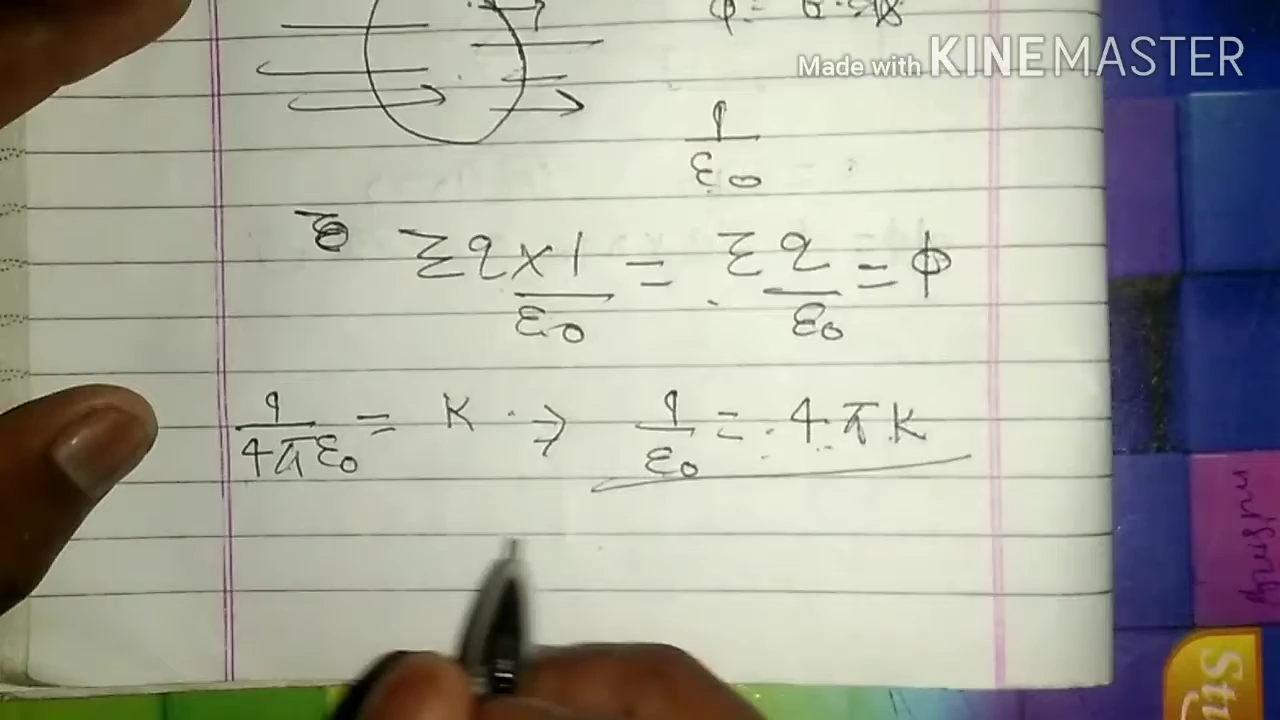 Made with KINEMASTER
1/ε₀
Σq×1/ε₀ = Σq/ε₀ = ϕ
1/4πε₀ = K ⇒ 1/ε₀ = 4πK